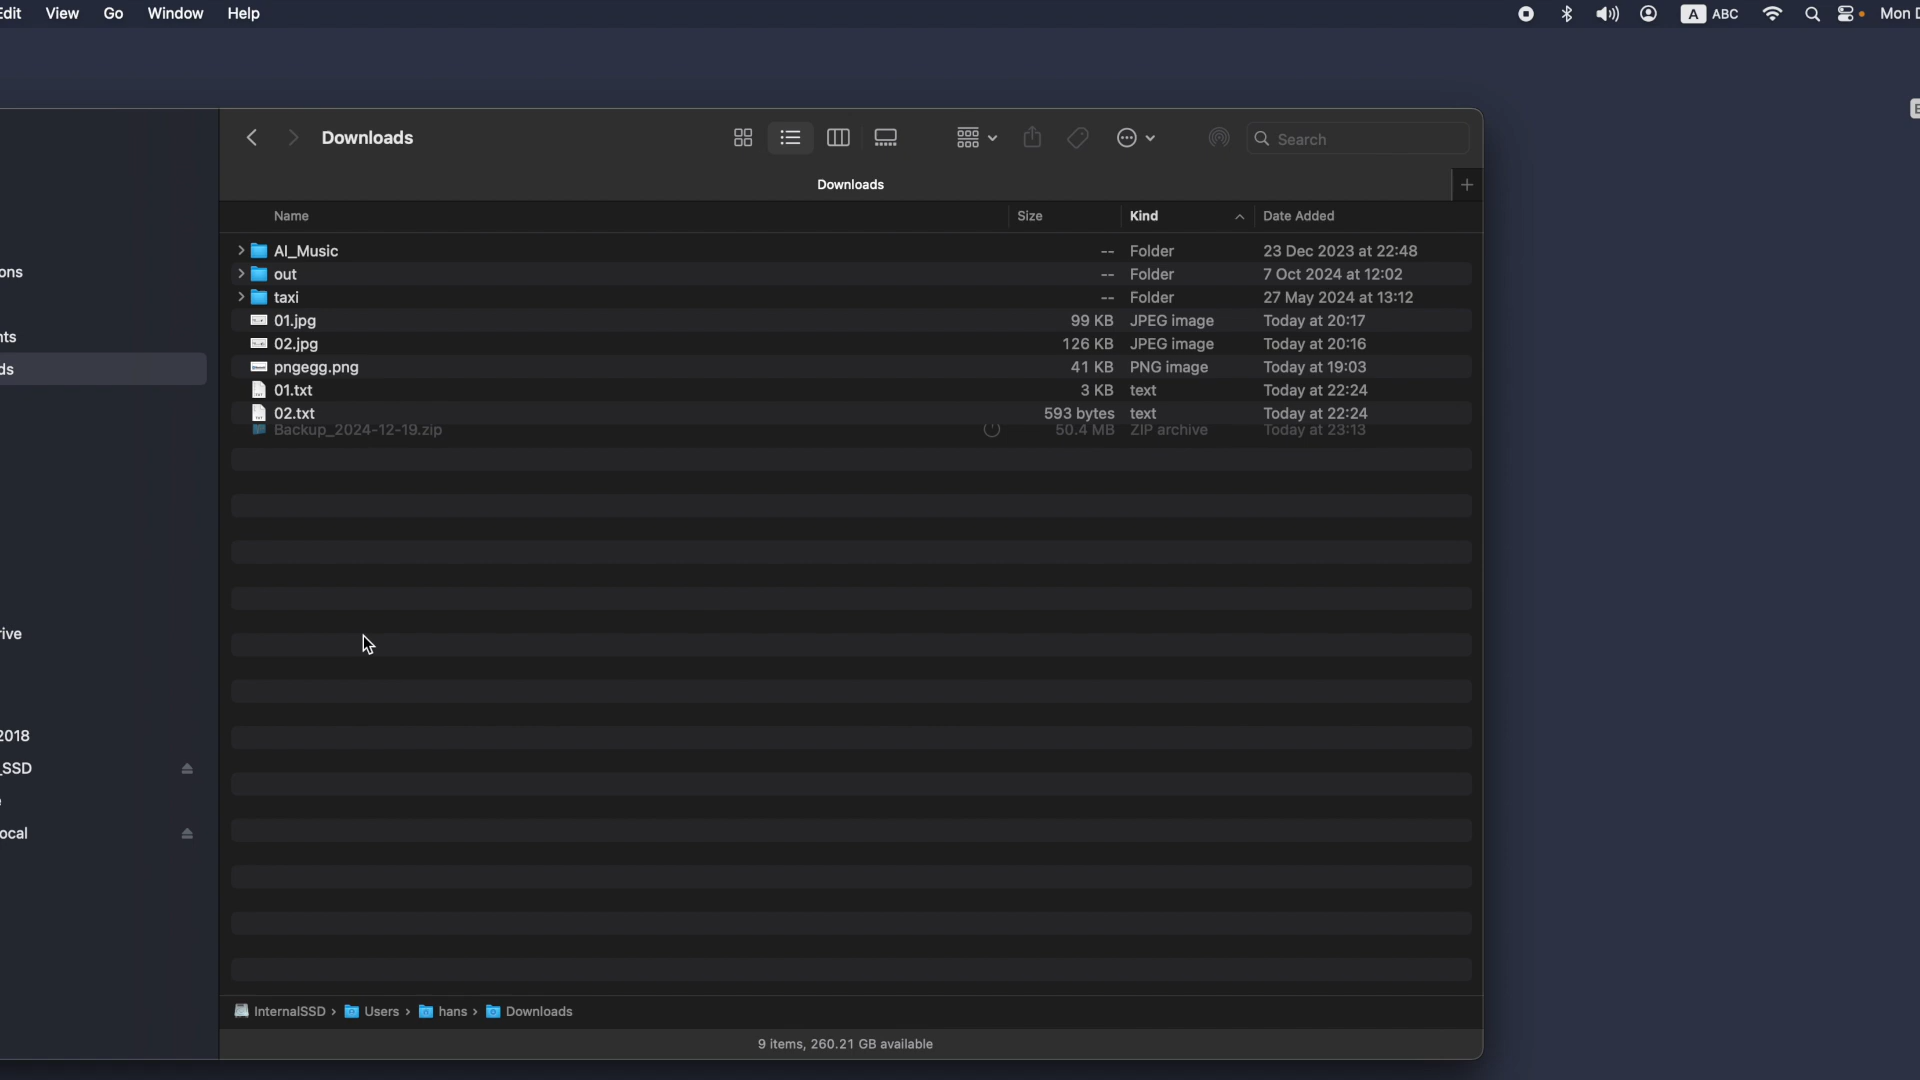 Edit View Go Window Help A ABC Mon D
Downloads Search
Downloads
Name Size Kind Date Added
AI_Music -- Folder 23 Dec 2023 at 22:48
out -- Folder 7 Oct 2024 at 12:02
taxi -- Folder 27 May 2024 at 13:12
01.jpg 99 KB JPEG image Today at 20:17
02.jpg 126 KB JPEG image Today at 20:16
pngegg.png 41 KB PNG image Today at 19:03
01.txt 3 KB text Today at 22:24
02.txt 593 bytes text Today at 22:24
Backup_2024-12-19.zip 50.4 MB ZIP archive Today at 23:13
ons
nts
ds
rive
2018
_SSD
ocal
InternalSSD › Users › hans › Downloads
9 items, 260.21 GB available